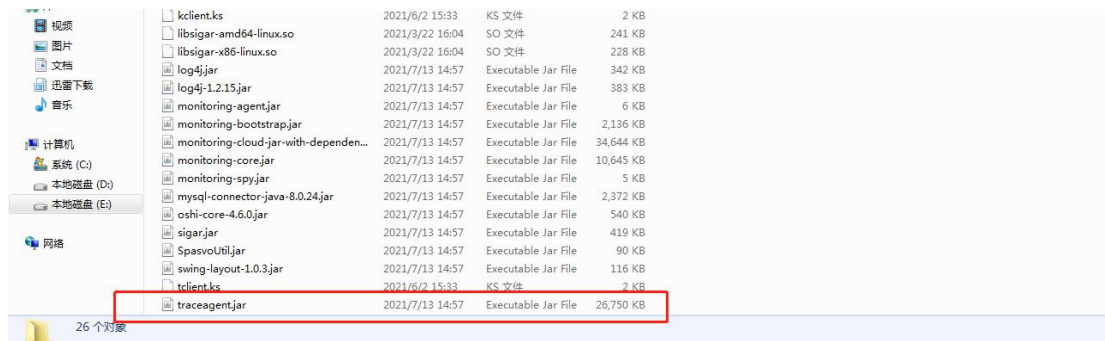 kclient.ks 2021/6/2 15:33 KS 文件 2 KB
视频
libsigar-amd64-linux.so 2021/3/22 16:04 SO 文件 241 KB
图片
libsigar-x86-linux.so 2021/3/22 16:04 SO 文件 228 KB
文档
log4j.jar 2021/7/13 14:57 Executable Jar File 342 KB
迅雷下载
log4j-1.2.15.jar 2021/7/13 14:57 Executable Jar File 383 KB
音乐
monitoring-agent.jar 2021/7/13 14:57 Executable Jar File 6 KB
monitoring-bootstrap.jar 2021/7/13 14:57 Executable Jar File 2,136 KB
计算机
monitoring-cloud-jar-with-dependen... 2021/7/13 14:57 Executable Jar File 34,644 KB
系统 (C:)
monitoring-core.jar 2021/7/13 14:57 Executable Jar File 10,645 KB
本地磁盘 (D:)
monitoring-spy.jar 2021/7/13 14:57 Executable Jar File 5 KB
本地磁盘 (E:)
mysql-connector-java-8.0.24.jar 2021/7/13 14:57 Executable Jar File 2,372 KB
oshi-core-4.6.0.jar 2021/7/13 14:57 Executable Jar File 540 KB
网络
sigar.jar 2021/7/13 14:57 Executable Jar File 419 KB
SpasvoUtil.jar 2021/7/13 14:57 Executable Jar File 90 KB
swing-layout-1.0.3.jar 2021/7/13 14:57 Executable Jar File 116 KB
tclient.ks 2021/6/2 15:33 KS 文件 2 KB
traceagent.jar 2021/7/13 14:57 Executable Jar File 26,750 KB
26 个对象